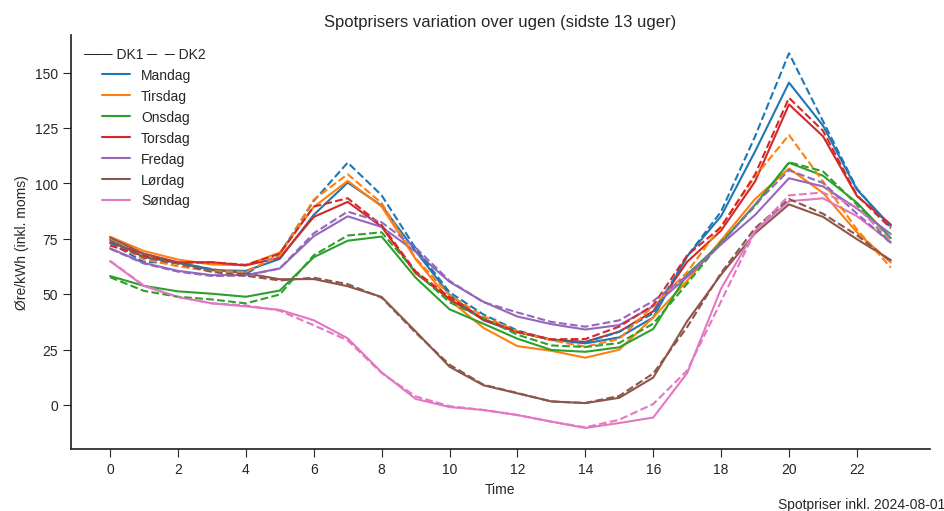 Spotprisers variation over ugen (sidste 13 uger)
DK1 DK2
Mandag
Tirsdag
Onsdag
Torsdag
Fredag
Lørdag
Søndag
Øre/kWh (inkl. moms)
150
125
100
75
50
25
0
0 2 4 6 8 10 12 14 16 18 20 22
Time
Spotpriser inkl. 2024-08-01